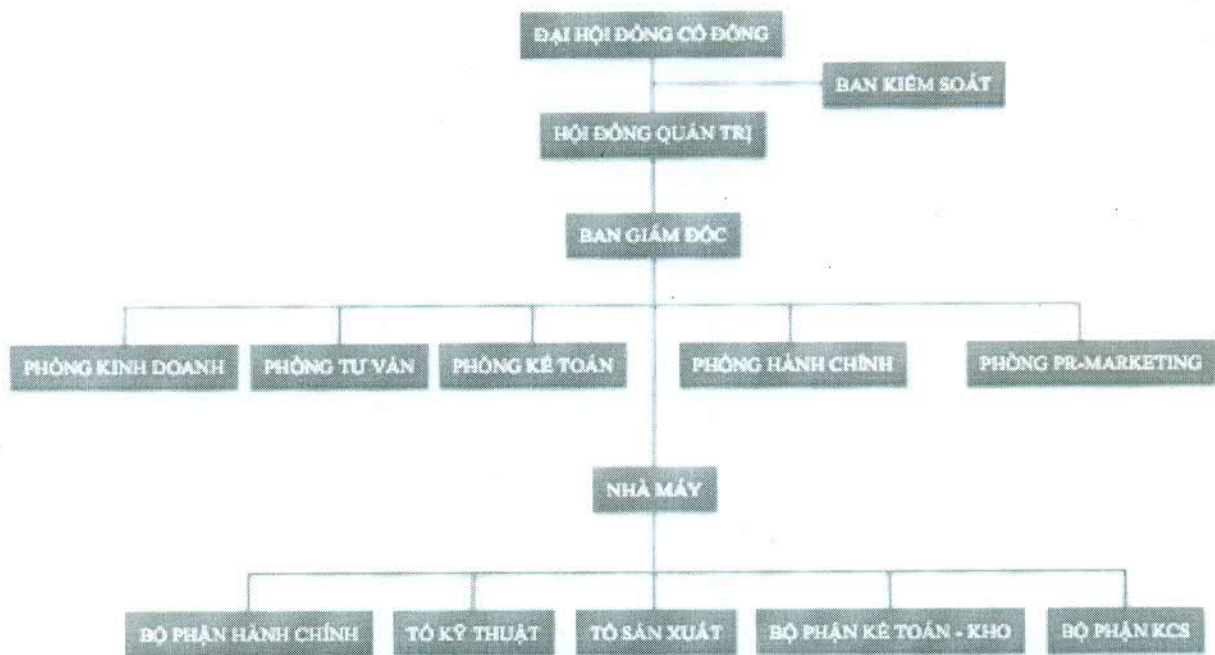 ĐẠI HỘI ĐỒNG CỔ ĐÔNG
BAN KIỂM SOÁT
HỘI ĐỒNG QUẢN TRỊ
BAN GIÁM ĐỐC
PHÒNG KINH DOANH
PHÒNG TƯ VẤN
PHÒNG KẾ TOÁN
PHÒNG HÀNH CHÍNH
PHÒNG PR-MARKETING
NHÀ MÁY
BỘ PHẬN HÀNH CHÍNH
TỔ KỸ THUẬT
TỔ SẢN XUẤT
BỘ PHẬN KẾ TOÁN - KHO
BỘ PHẬN KCS